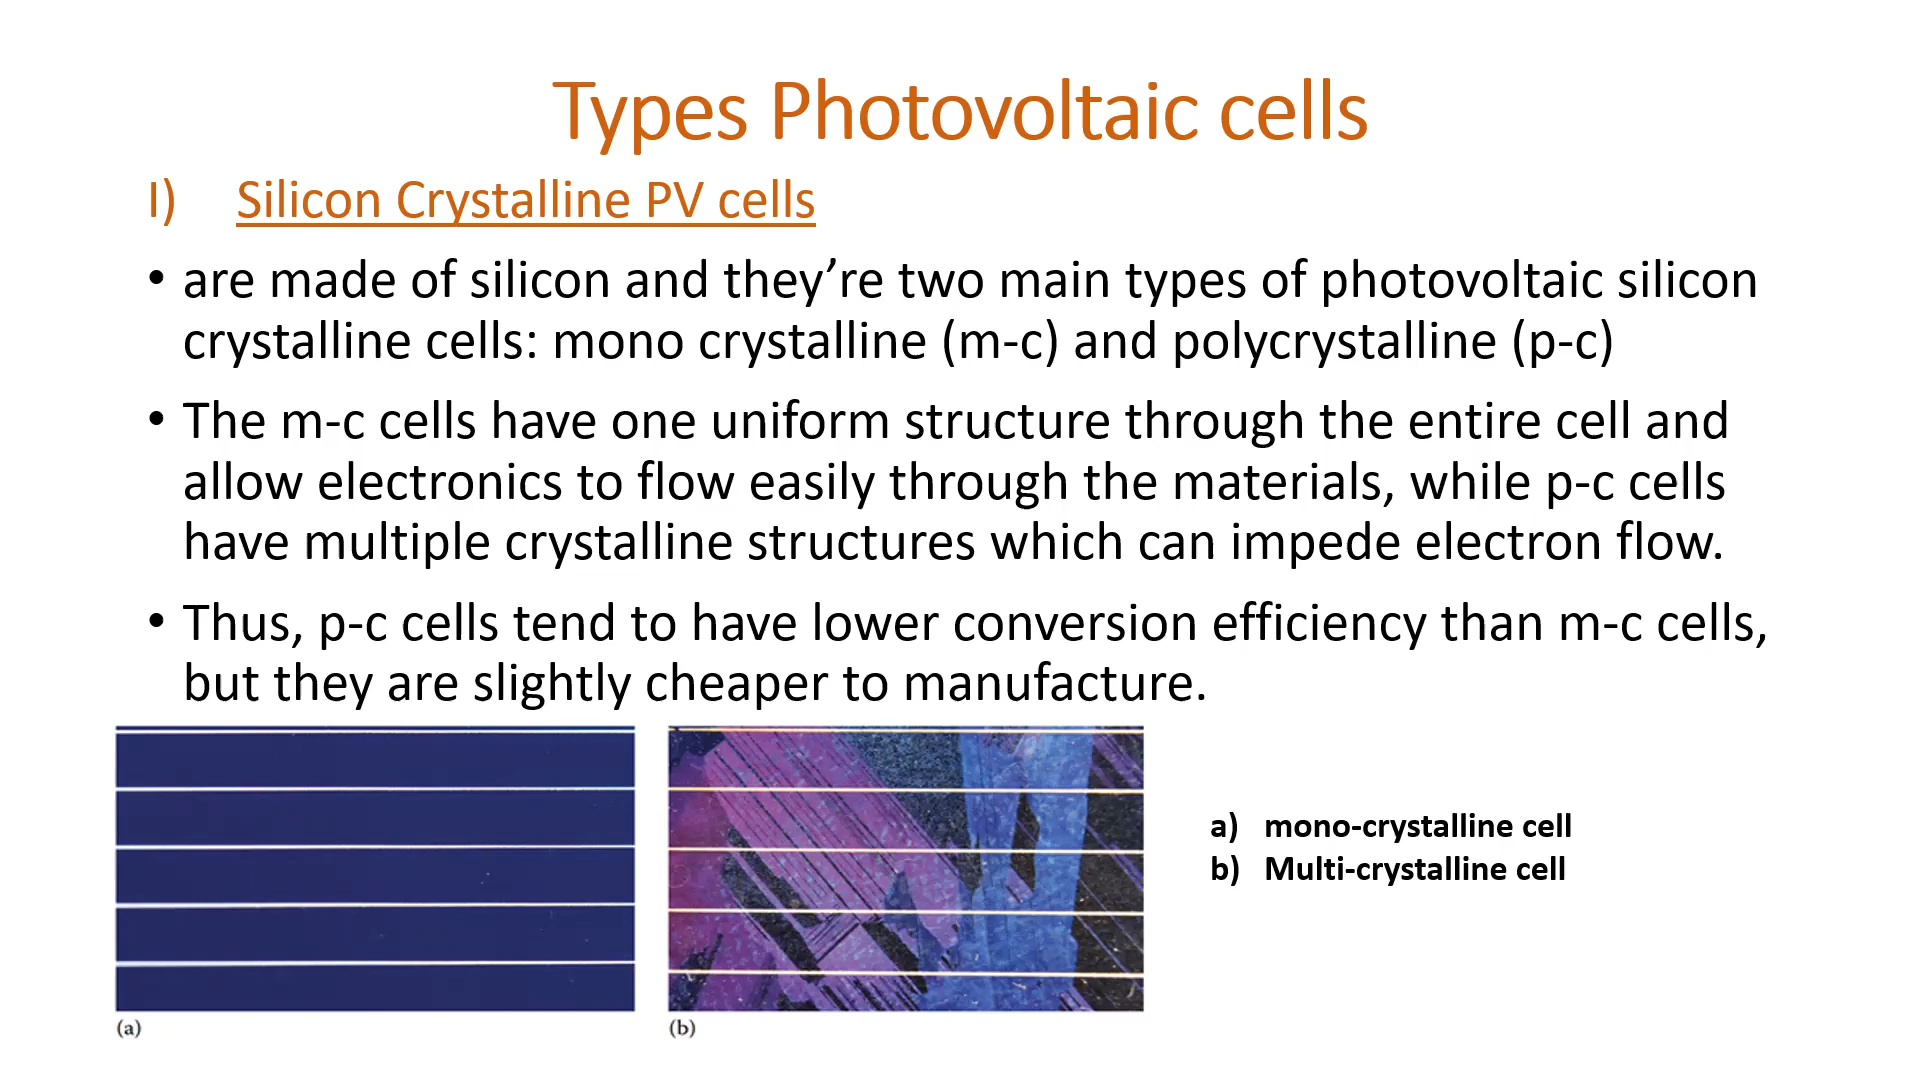 Types Photovoltaic cells
I) Silicon Crystalline PV cells
• are made of silicon and they’re two main types of photovoltaic silicon
crystalline cells: mono crystalline (m-c) and polycrystalline (p-c)
• The m-c cells have one uniform structure through the entire cell and
allow electronics to flow easily through the materials, while p-c cells
have multiple crystalline structures which can impede electron flow.
• Thus, p-c cells tend to have lower conversion efficiency than m-c cells,
but they are slightly cheaper to manufacture.
a) mono-crystalline cell
b) Multi-crystalline cell
(a)
(b)